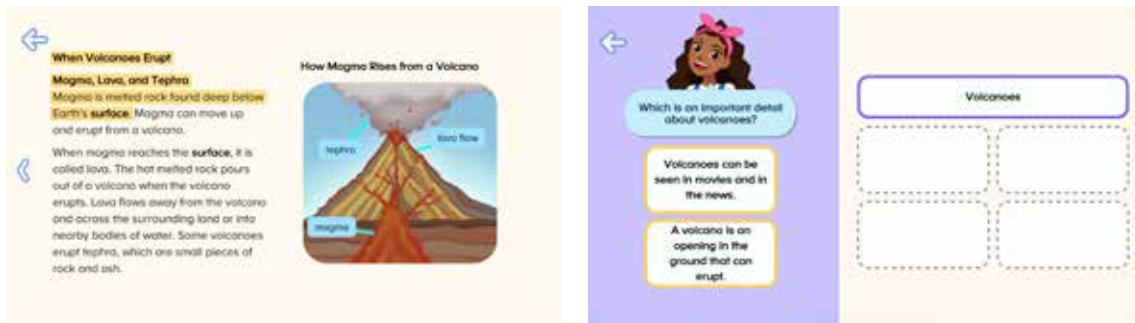 When Volcanoes Erupt
Magma, Lava, and Tephra
Magma is melted rock found deep below
Earth's surface. Magma can move up
and erupt from a volcano.
When magma reaches the surface, it is
called lava. The hot melted rock pours
out of a volcano when the volcano
erupts. Lava flows away from the volcano
and across the surrounding land or into
nearby bodies of water. Some volcanoes
erupt tephra, which are small pieces of
rock and ash.
How Magma Rises from a Volcano
tephra
lava flow
magma
Which is an important detail
about volcanoes?
Volcanoes can be
seen in movies and in
the news.
A volcano is an
opening in the
ground that can
erupt.
Volcanoes